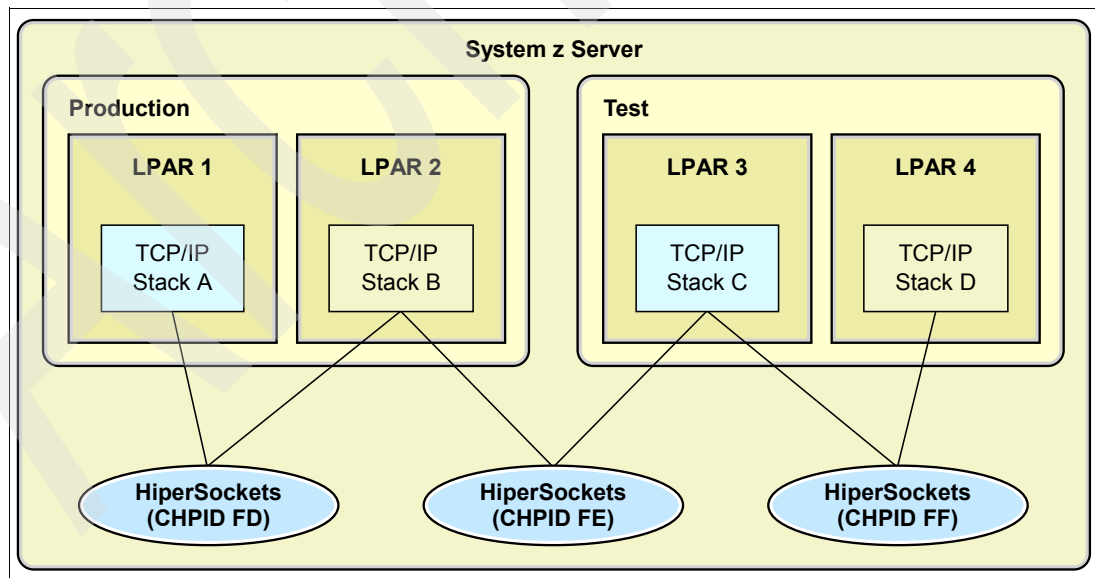 System z Server
Production
Test
LPAR 1
LPAR 2
LPAR 3
LPAR 4
TCP/IP
Stack A
TCP/IP
Stack B
TCP/IP
Stack C
TCP/IP
Stack D
HiperSockets
(CHPID FD)
HiperSockets
(CHPID FE)
HiperSockets
(CHPID FF)